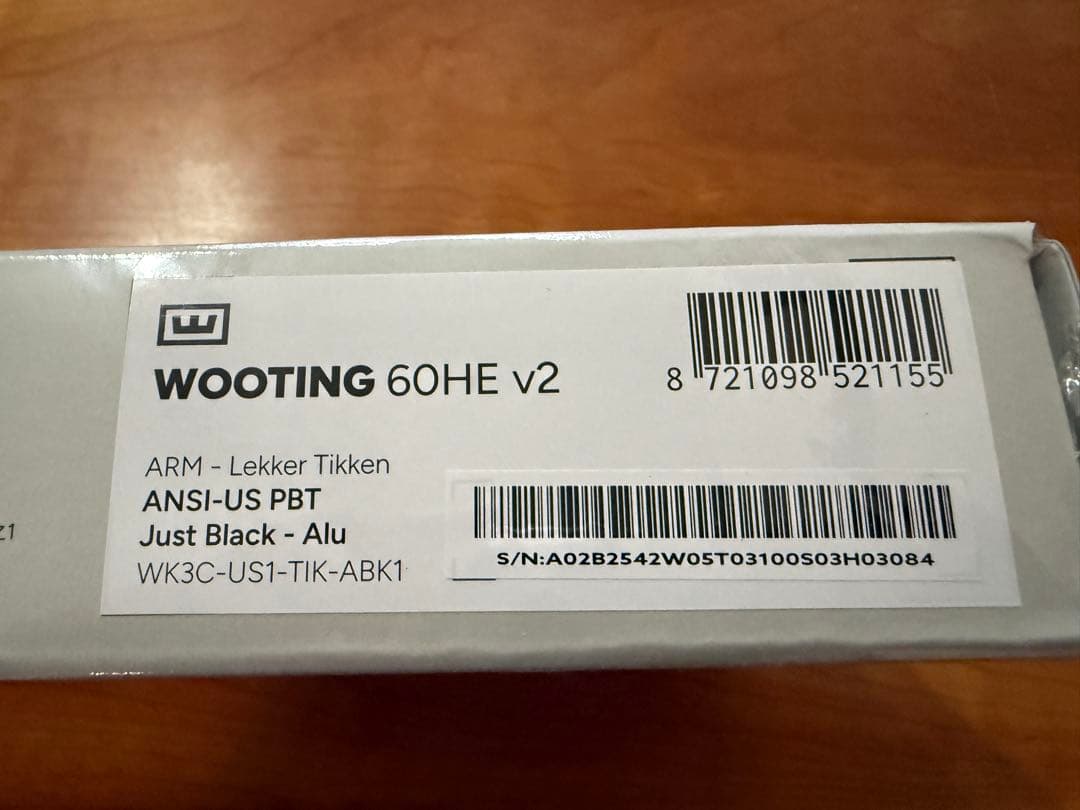 WOOTING 60HE v2
8 721098 521155
ARM - Lekker Tikken
ANSI-US PBT
Just Black - Alu
WK3C-US1-TIK-ABK1
S/N:A02B2542W05T03100S03H03084
Z1